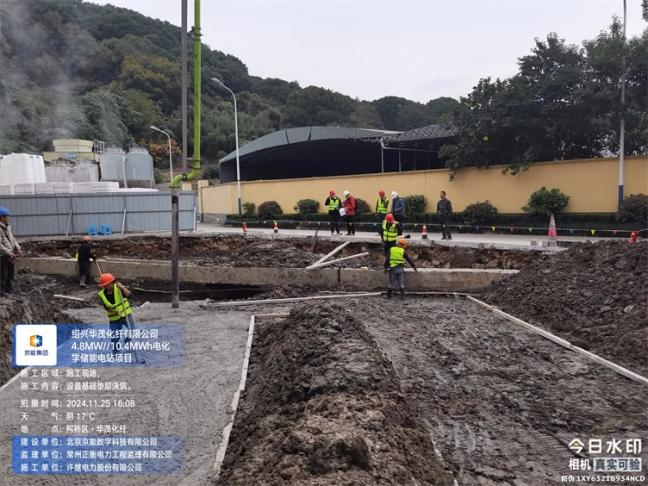 京能集团
绍兴华茂化纤有限公司
4.8MW//10.4MWh电化
学储能电站项目
施工区域：施工现场，
施工内容：设备基础垫层浇筑，
拍摄时间：2024.11.25 16:08
天 气：阴 17℃
地 点：柯桥区·华茂化纤
建设单位：北京京能数字科技有限公司
监理单位：常州正衡电力工程监理有限公司
施工单位：许继电力股份有限公司
今日水印
相机 真实可验
防伪 1XY632TB934NCD